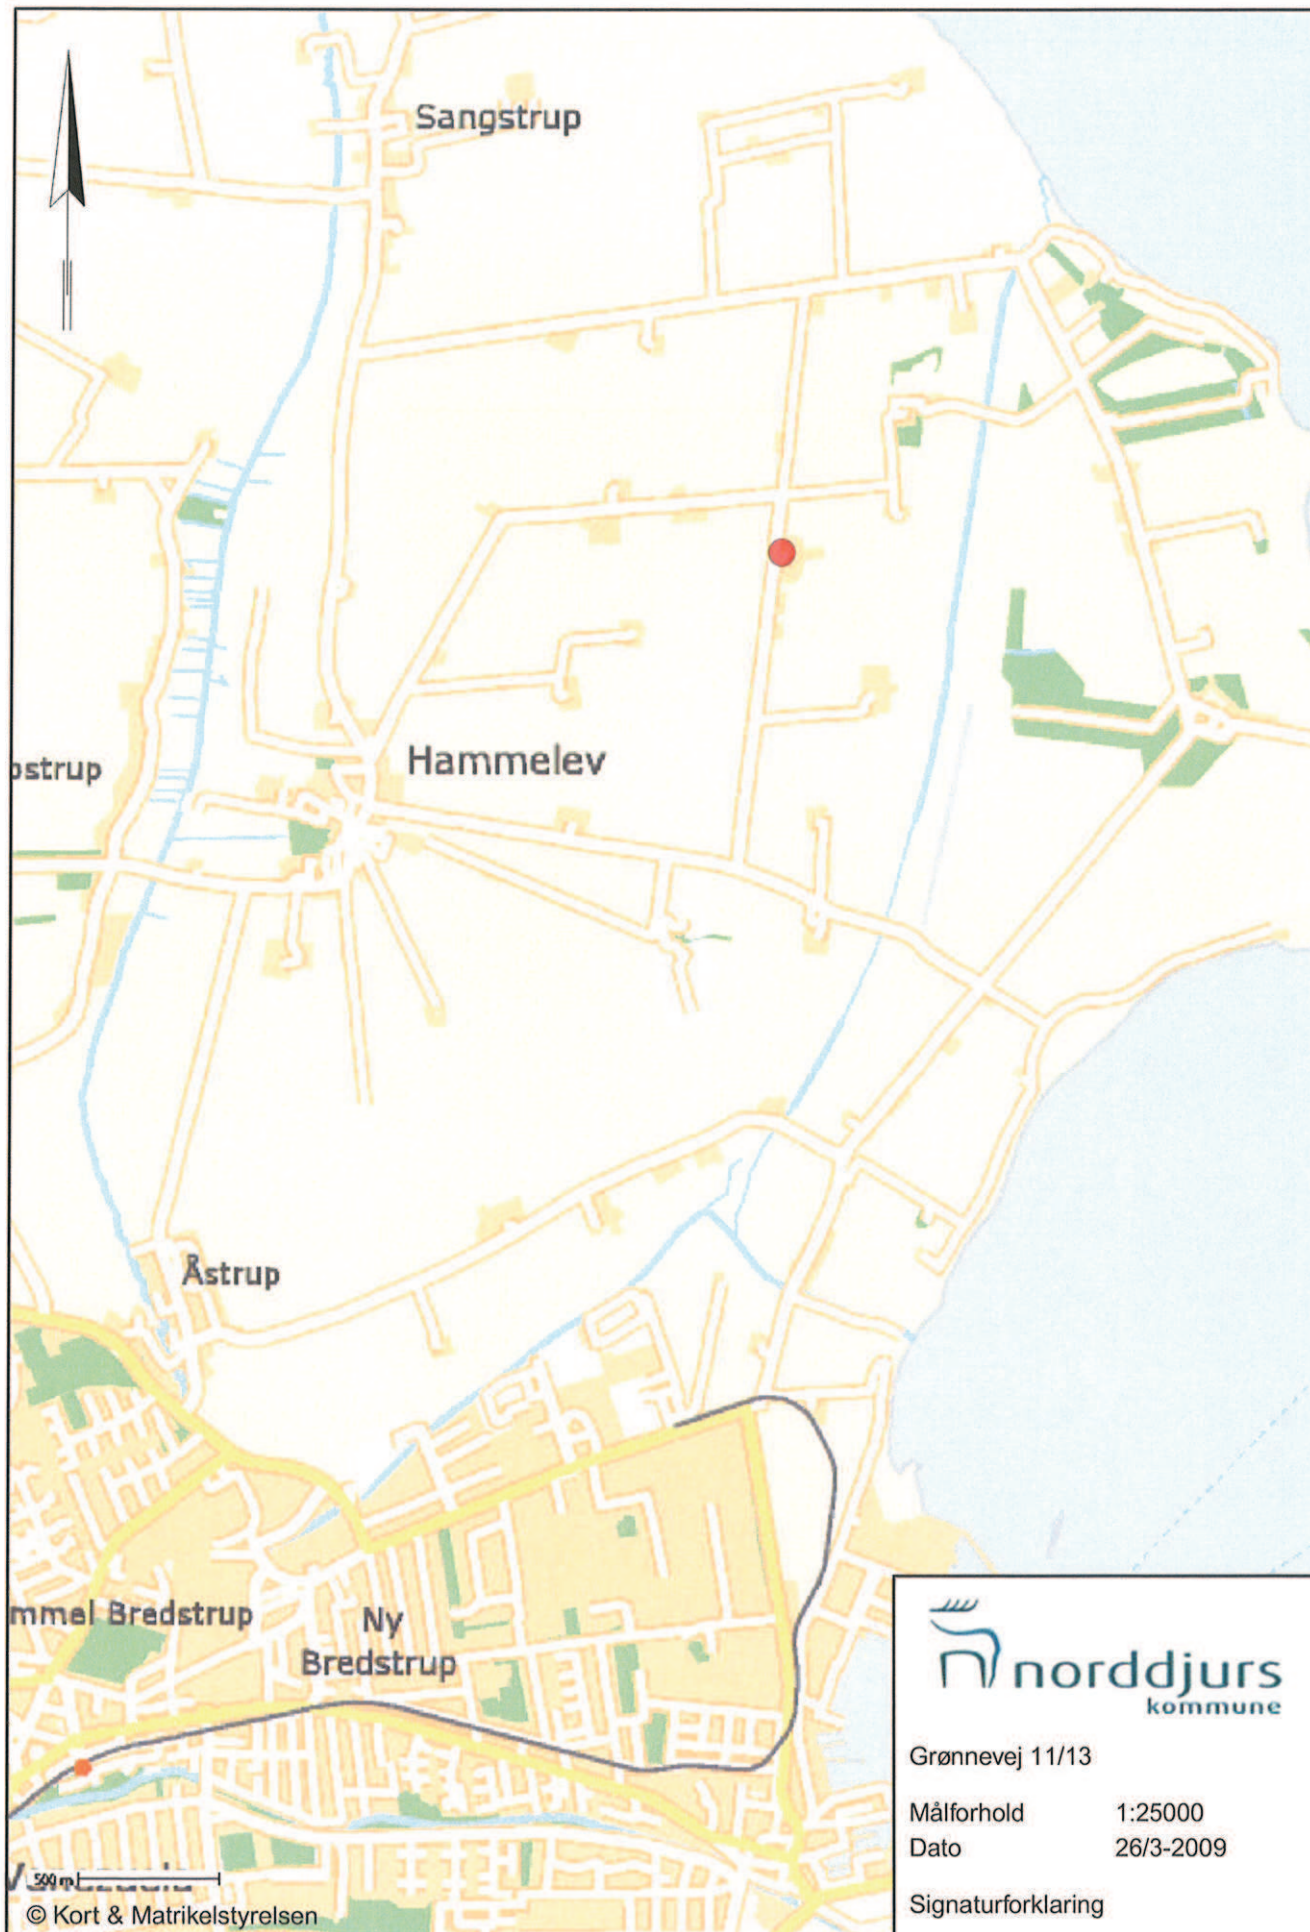 Sangstrup
Hammelev
ostrup
Åstrup
mmel Bredstrup
Ny
Bredstrup
500 m
© Kort & Matrikelstyrelsen
norddjurs
kommune
Grønnevej 11/13
Målforhold 1:25000
Dato 26/3-2009
Signaturforklaring